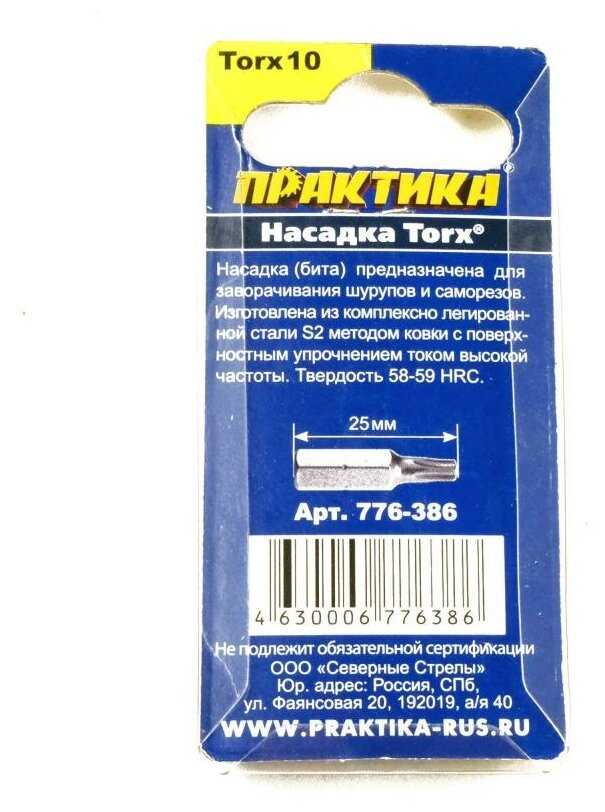 Torx 10
ПРАКТИКА®
Насадка Torx®
Насадка (бита) предназначена для
заворачивания шурупов и саморезов.
Изготовлена из комплексно легирован-
ной стали S2 методом ковки с поверх-
ностным упрочнением током высокой
частоты. Твердость 58-59 HRC.
25мм
Арт. 776-386
4 630006 776386
Не подлежит обязательной сертификации
ООО «Северные Стрелы»
Юр. адрес: Россия, СПб,
ул. Фаянсовая 20, 192019, а/я 40
WWW.PRAKTIKA-RUS.RU